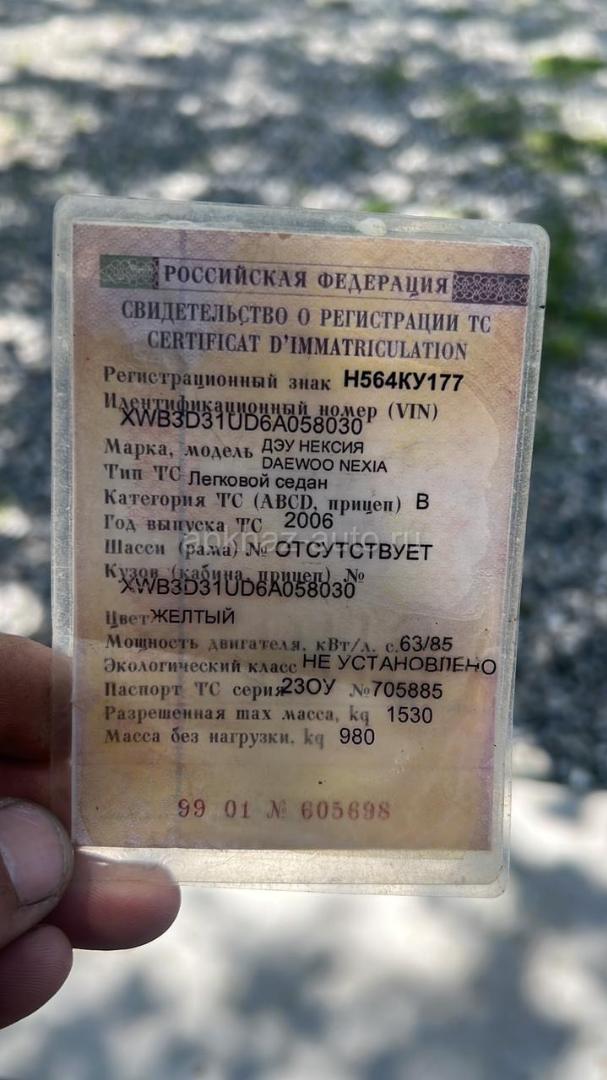 РОССИЙСКАЯ ФЕДЕРАЦИЯ
СВИДЕТЕЛЬСТВО О РЕГИСТРАЦИИ ТС
CERTIFICAT D'IMMATRICULATION
Регистрационный знак Н564КУ177
Идентификационный номер (VIN)
XWB3D31UD6A058030
Марка, модель ДЭУ НЕКСИЯ
DAEWOO NEXIA
Тип ТС Легковой седан
Категория ТС (ABCD, прицеп) B
Год выпуска ТС 2006
anknaz-auto.ru
Шасси (рама) № ОТСУТСТВУЕТ
Кузов (кабина, прицеп) №
XWB3D31UD6A058030
Цвет ЖЕЛТЫЙ
Мощность двигателя, кВт/л. с. 63/85
Экологический класс НЕ УСТАНОВЛЕНО
Паспорт ТС серия 23ОУ № 705885
Разрешенная max масса, kg 1530
Масса без нагрузки, kg 980
99 01 № 605698